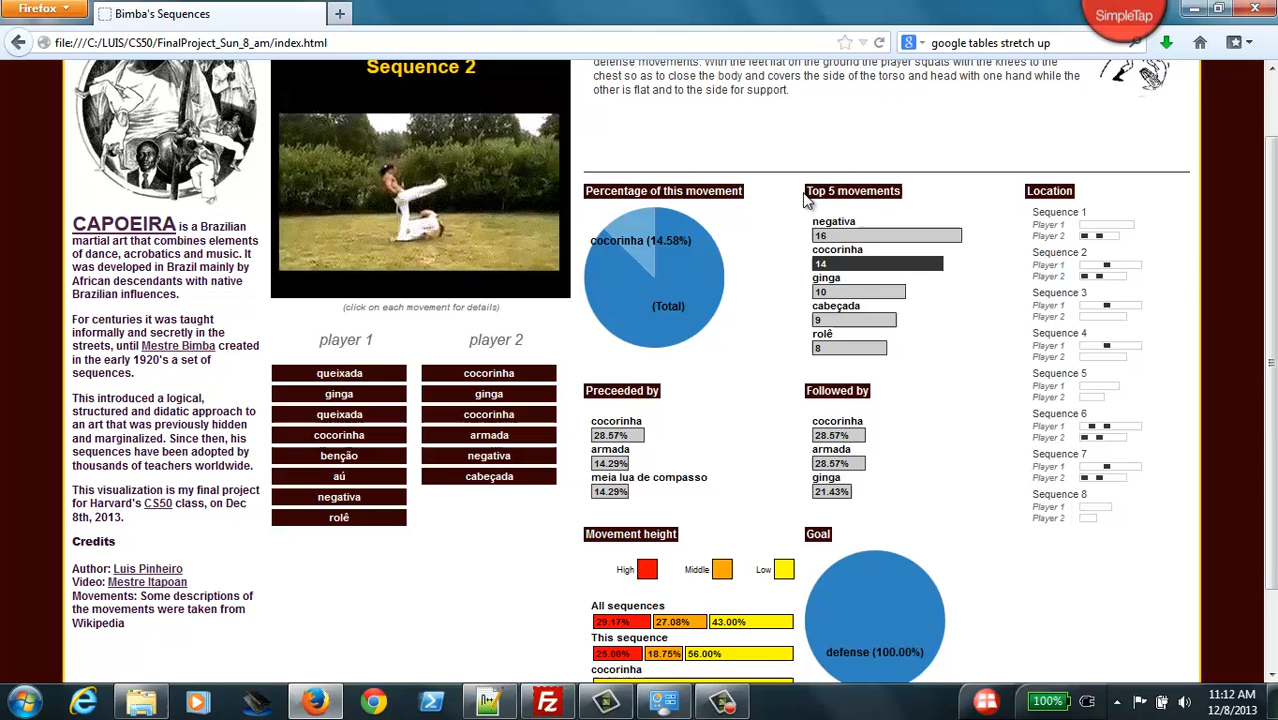 Firefox
Bimba's Sequences
SimpleTap
file:///C:/LUIS/CS50/FinalProject_Sun_8_am/index.html
google tables stretch up
Sequence 2
defense movements. With the feet flat on the ground the player squats with the knees to the
chest so as to close the body and covers the side of the torso and head with one hand while the
other is flat and to the side for support.
CAPOEIRA is a Brazilian
martial art that combines elements
of dance, acrobatics and music. It
was developed in Brazil mainly by
African descendants with native
Brazilian influences.
For centuries it was taught
informally and secretly in the
streets, until Mestre Bimba created
in the early 1920's a set of
sequences.
This introduced a logical,
structured and didatic approach to
an art that was previously hidden
and marginalized. Since then, his
sequences have been adopted by
thousands of teachers worldwide.
This visualization is my final project
for Harvard's CS50 class, on Dec
8th, 2013.
Credits
Author: Luis Pinheiro
Video: Mestre Itapoan
Movements: Some descriptions of
the movements were taken from
Wikipedia
(click on each movement for details)
player 1
queixada
ginga
queixada
cocorinha
benção
aú
negativa
rolê
player 2
cocorinha
ginga
cocorinha
armada
negativa
cabeçada
Percentage of this movement
cocorinha (14.58%)
(Total)
Top 5 movements
negativa
16
cocorinha
14
ginga
10
cabeçada
9
rolê
8
Location
Sequence 1
Player 1
Player 2
Sequence 2
Player 1
Player 2
Sequence 3
Player 1
Player 2
Sequence 4
Player 1
Player 2
Sequence 5
Player 1
Player 2
Sequence 6
Player 1
Player 2
Sequence 7
Player 1
Player 2
Sequence 8
Player 1
Player 2
Preceeded by
cocorinha
28.57%
armada
14.29%
meia lua de compasso
14.29%
Followed by
cocorinha
28.57%
armada
28.57%
ginga
21.43%
Movement height
High
Middle
Low
All sequences
29.17% 27.08% 43.00%
This sequence
25.00% 18.75% 56.00%
cocorinha
Goal
defense (100.00%)
100%
11:12 AM
12/8/2013